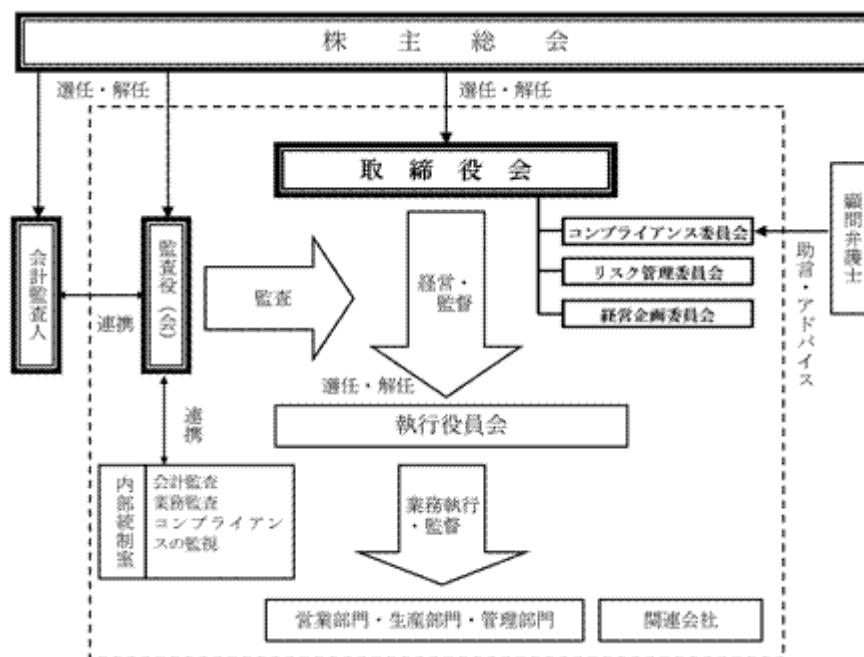 株主総会
選任・解任
選任・解任
取締役会
顧問弁護士
会計監査人
監査役(会)
コンプライアンス委員会
リスク管理委員会
経営企画委員会
助言・アドバイス
監査
経営・
監督
連携
選任・解任
執行役員会
連携
内部統制室
会計監査
業務監査
コンプライアン
スの監視
業務執行
・監督
営業部門・生産部門・管理部門
関連会社